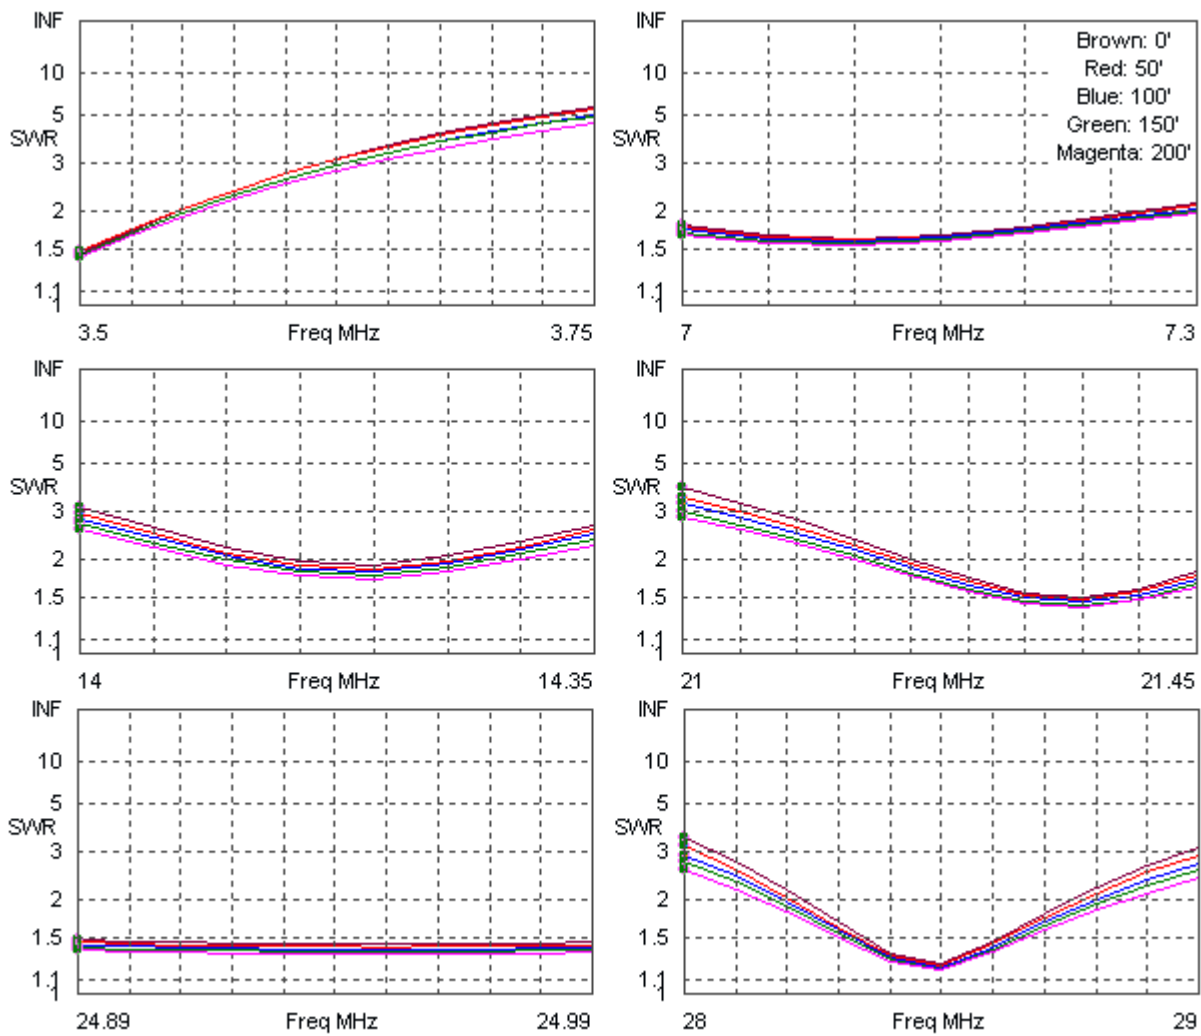 INF
10
5
SWR
3
2
1.5
1.1
3.5 Freq MHz 3.75
INF
10
5
SWR
3
2
1.5
1.1
Brown: 0'
Red: 50'
Blue: 100'
Green: 150'
Magenta: 200'
7 Freq MHz 7.3
INF
10
5
SWR
3
2
1.5
1.1
14 Freq MHz 14.35
INF
10
5
SWR
3
2
1.5
1.1
21 Freq MHz 21.45
INF
10
5
SWR
3
2
1.5
1.1
24.89 Freq MHz 24.99
INF
10
5
SWR
3
2
1.5
1.1
28 Freq MHz 29